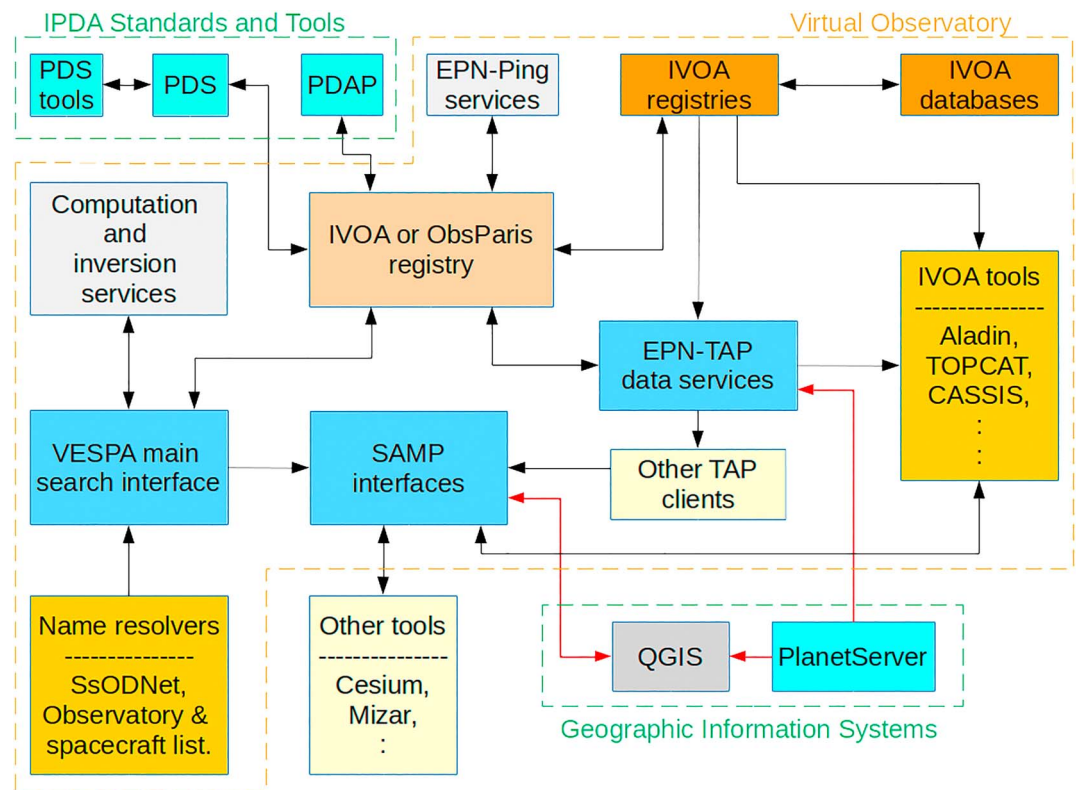 IPDA Standards and Tools
Virtual Observatory
PDS
tools
PDS
PDAP
EPN-Ping
services
IVOA
registries
IVOA
databases
Computation
and
inversion
services
IVOA or ObsParis
registry
IVOA tools
---------------
Aladin,
TOPCAT,
CASSIS,
:
:
EPN-TAP
data services
VESPA main
search interface
SAMP
interfaces
Other TAP
clients
Name resolvers
---------------
SsODNet,
Observatory &
spacecraft list.
Other tools
---------------
Cesium,
Mizar,
:
QGIS
PlanetServer
Geographic Information Systems